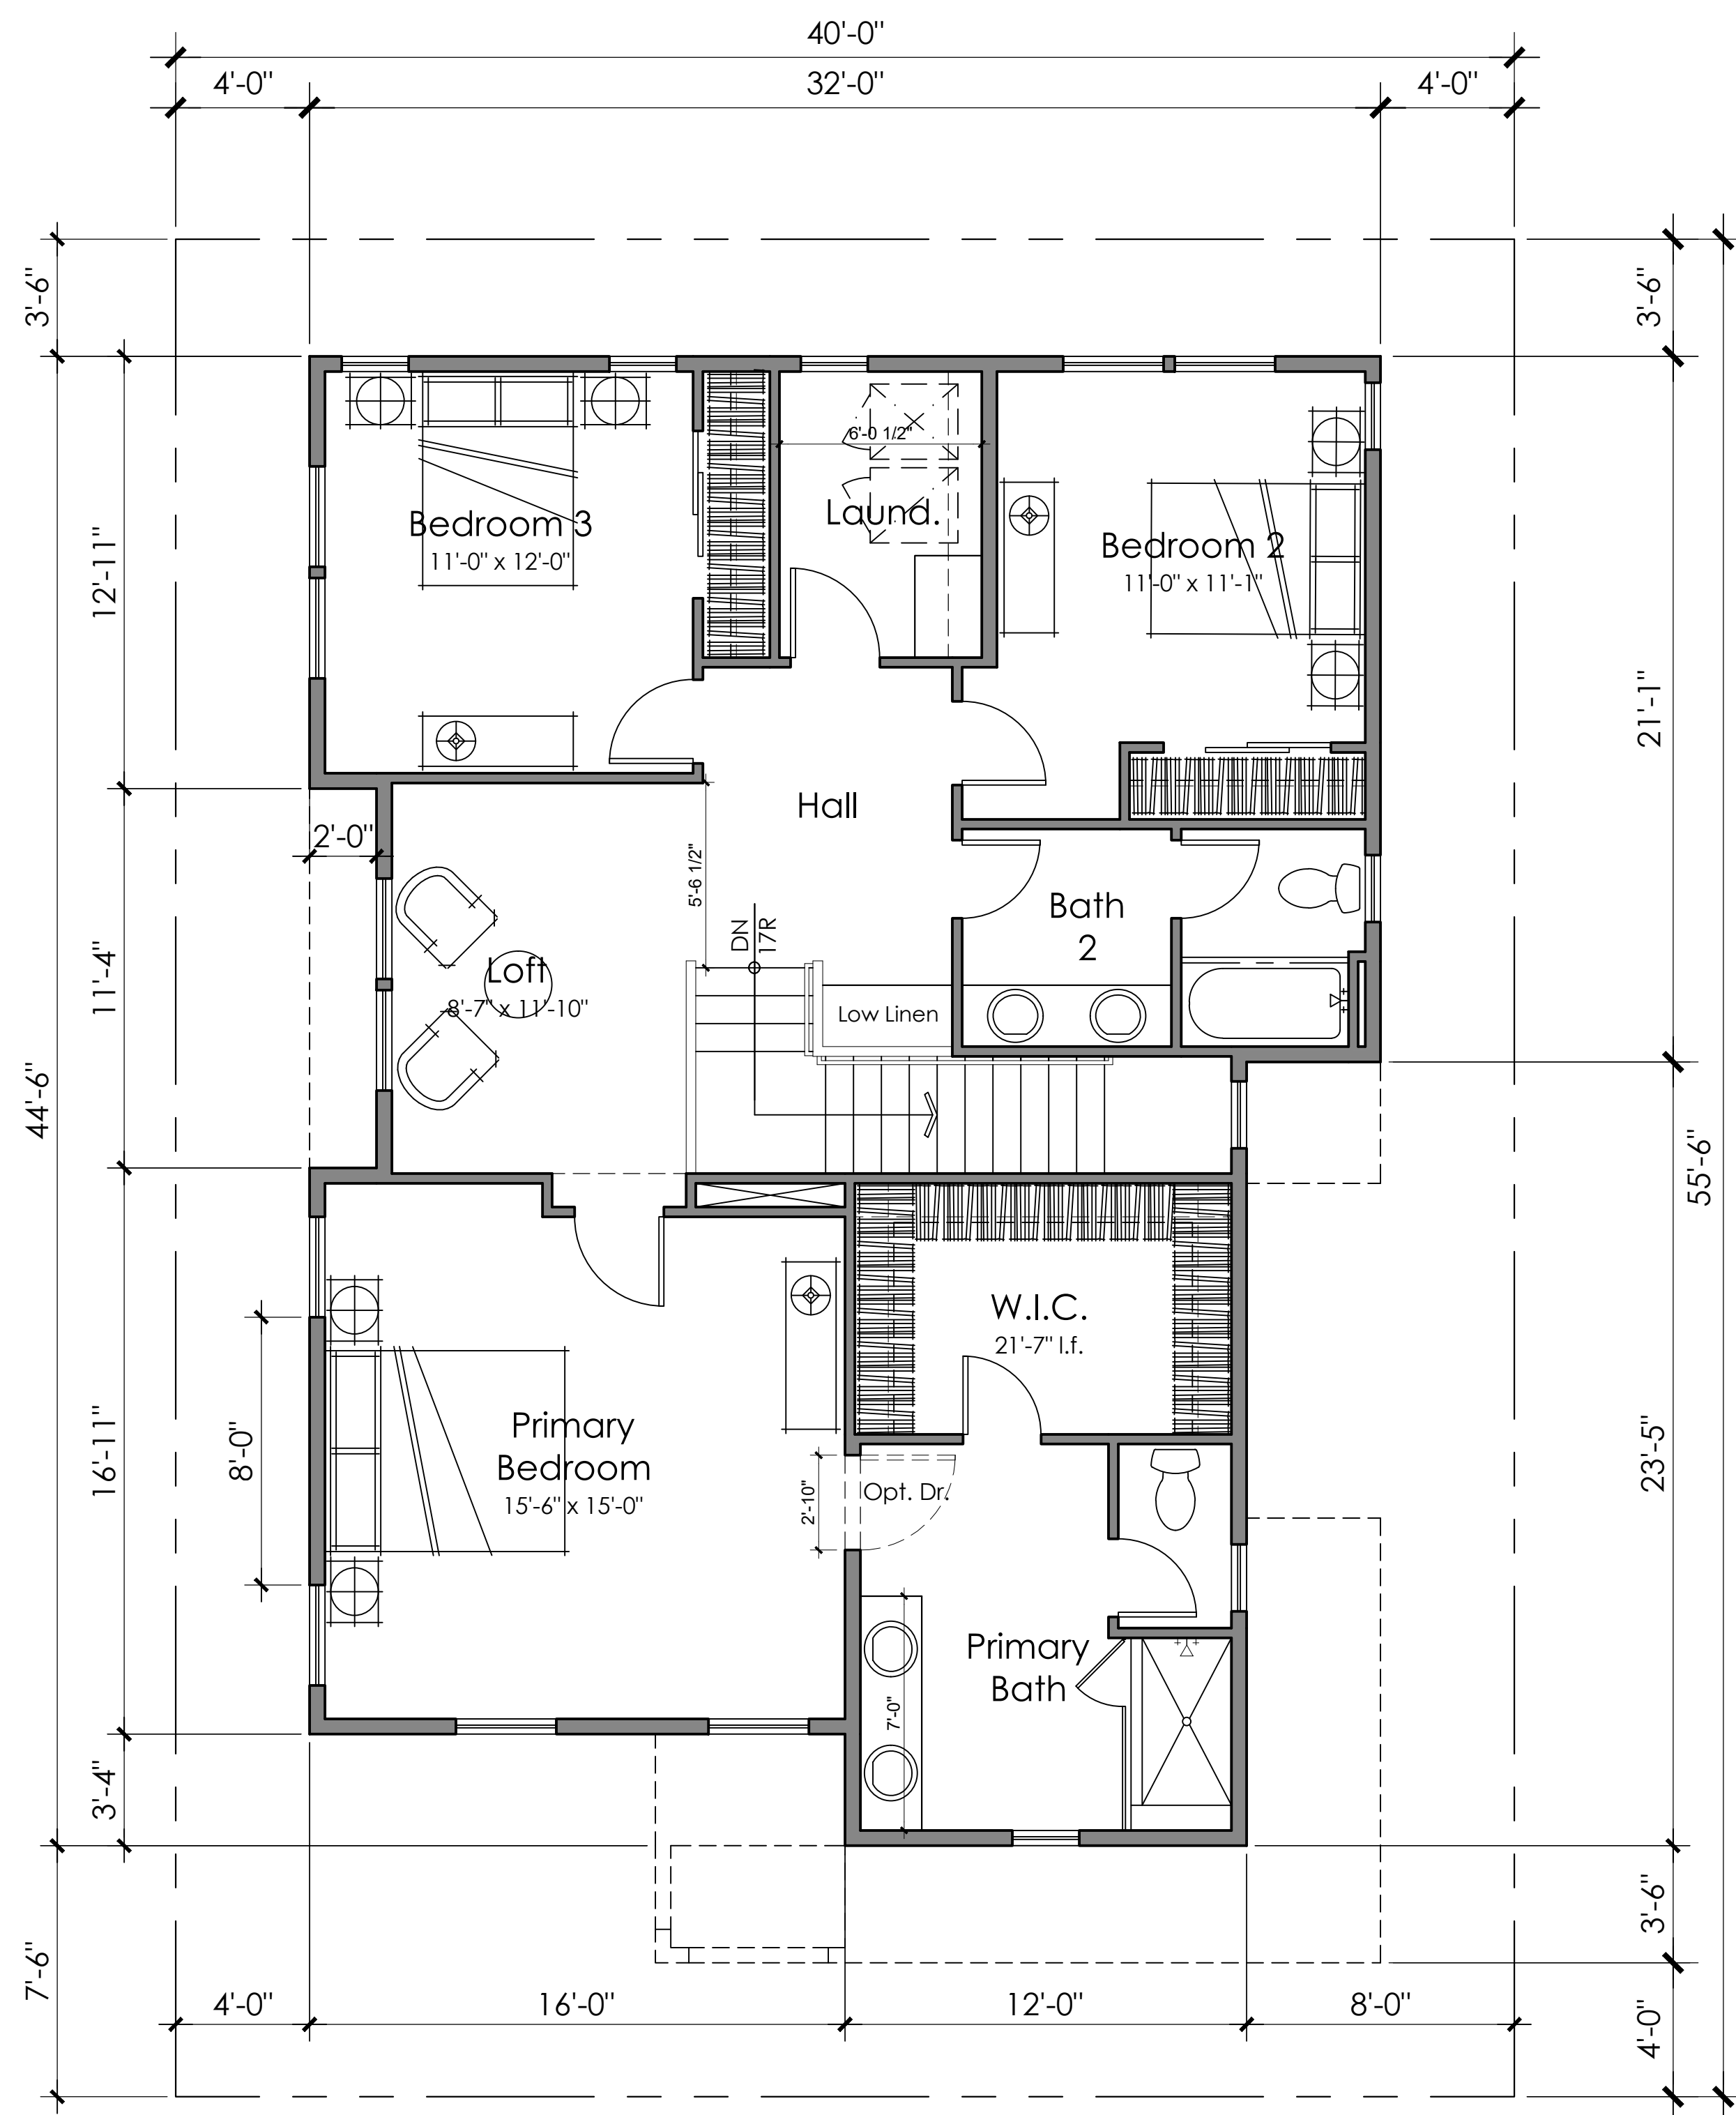 40'-0"
4'-0" 32'-0" 4'-0"
3'-6" 3'-6"
6'-0 1/2"
Laund.
Bedroom 3
11'-0" x 12'-0"
Bedroom 2
11'-0" x 11'-1"
12'-11"
21'-1"
Hall
2'-0"
5'-6 1/2"
Bath
2
DN
17R
Loft
8'-7" x 11'-10"
Low Linen
11'-4"
44'-6"
55'-6"
W.I.C.
21'-7" l.f.
Primary
Bedroom
15'-6" x 15'-0"
8'-0"
16'-11"
23'-5"
2'-10"
Opt. Dr.
Primary
Bath
7'-0"
3'-4"
3'-6"
7'-6"
4'-0" 16'-0" 12'-0" 8'-0"
4'-0"